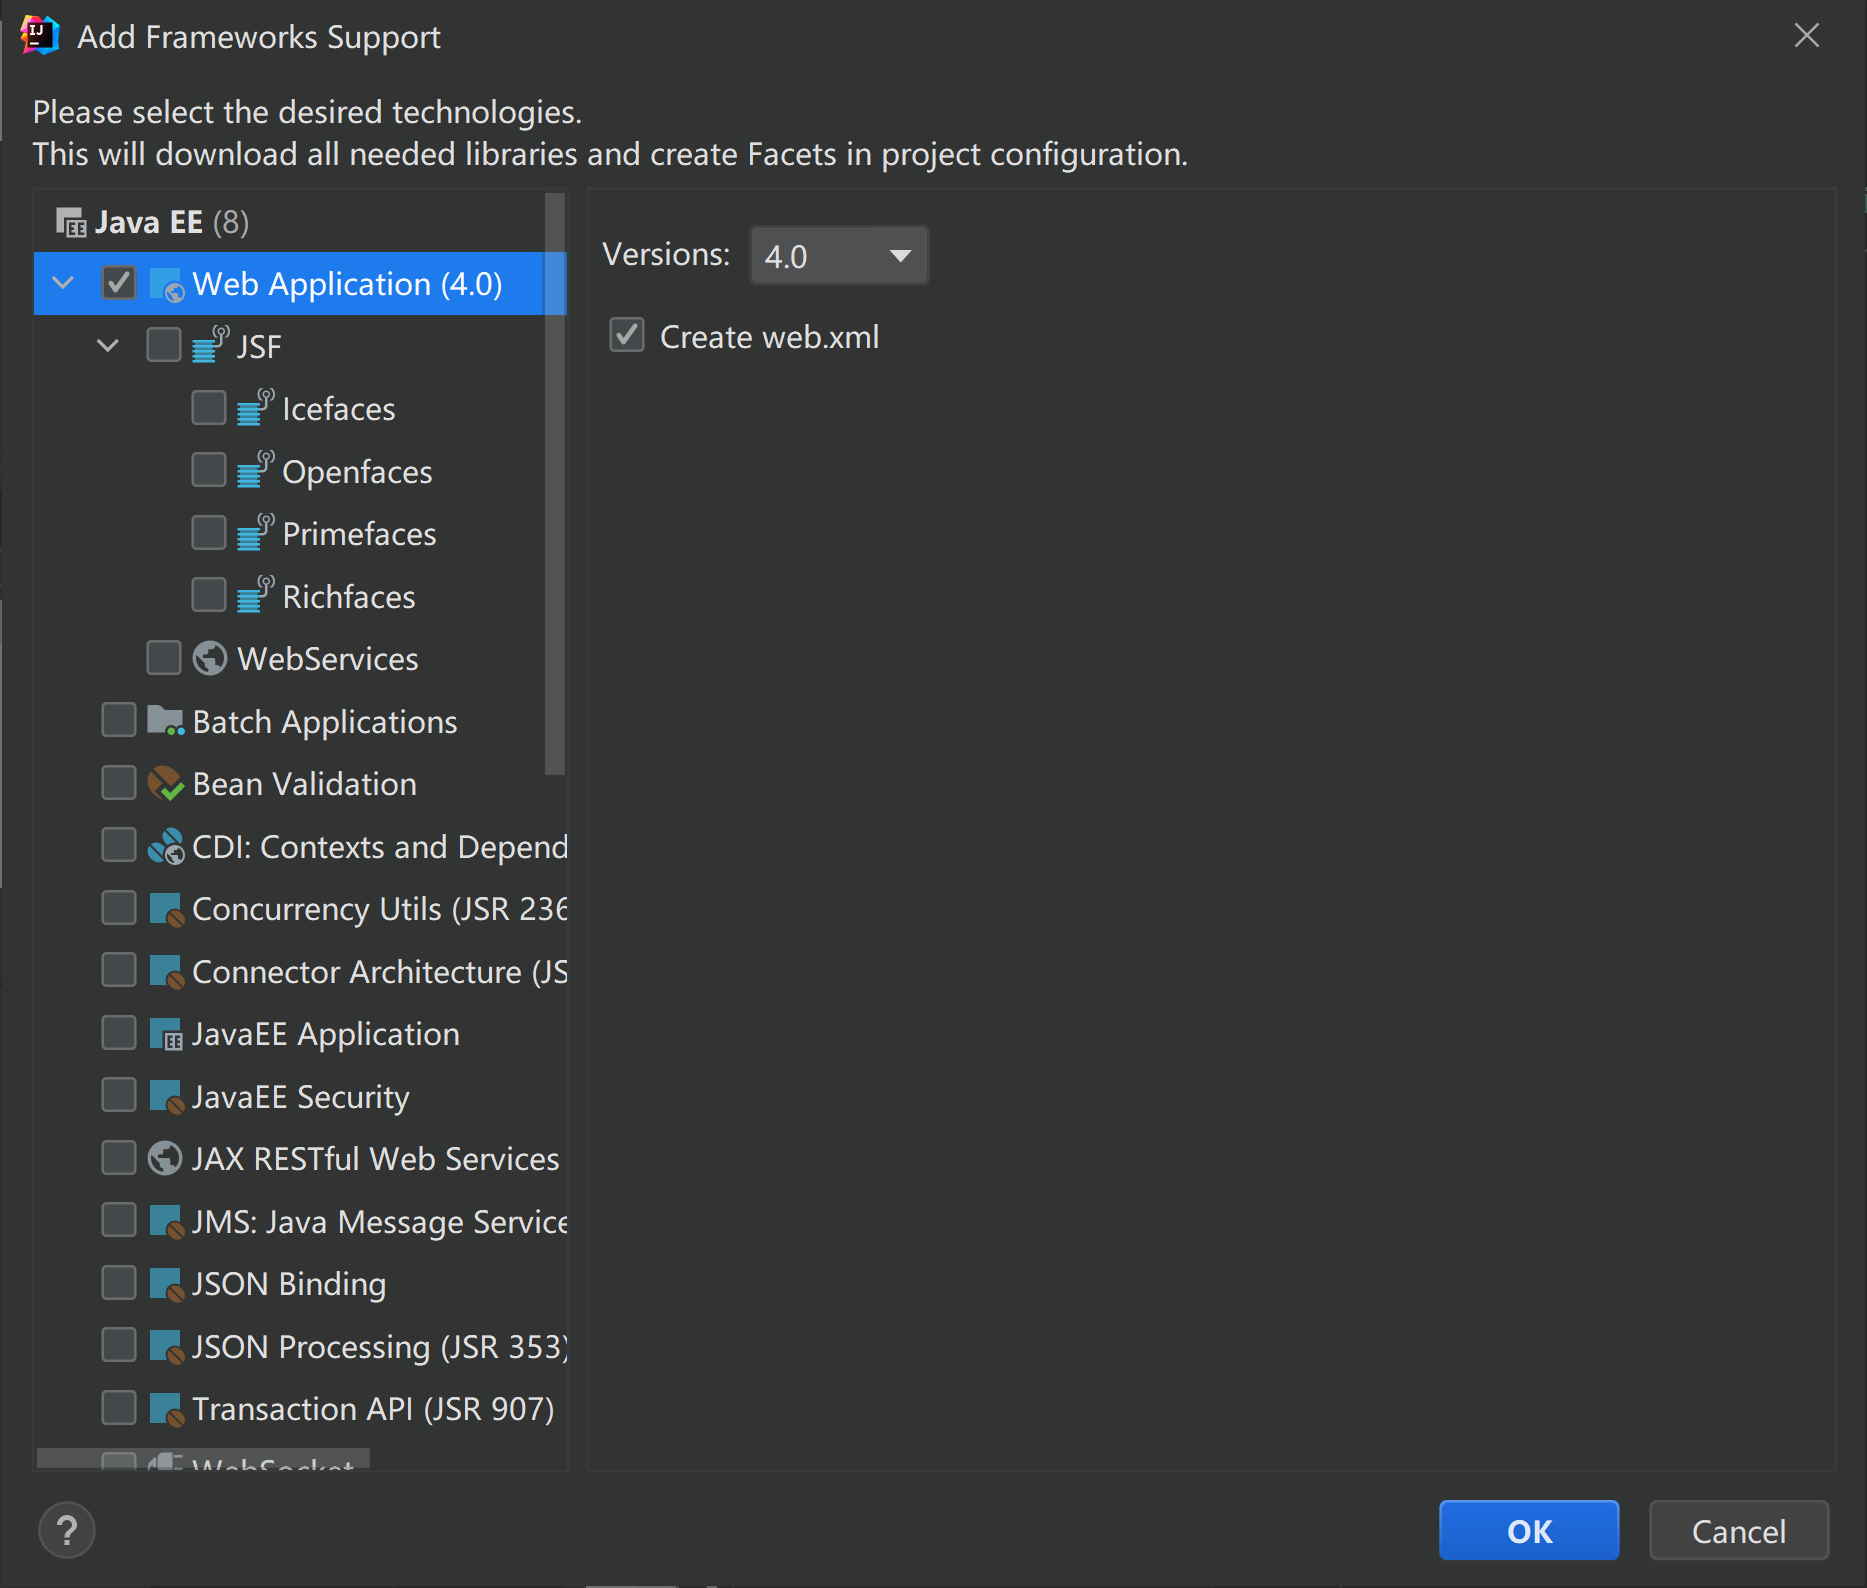 Add Frameworks Support
Please select the desired technologies.
This will download all needed libraries and create Facets in project configuration.
Java EE (8)
Web Application (4.0)
JSF
Icefaces
Openfaces
Primefaces
Richfaces
WebServices
Batch Applications
Bean Validation
CDI: Contexts and Depend
Concurrency Utils (JSR 236
Connector Architecture (JS
JavaEE Application
JavaEE Security
JAX RESTful Web Services
JMS: Java Message Service
JSON Binding
JSON Processing (JSR 353)
Transaction API (JSR 907)
WebSocket
Versions: 4.0
Create web.xml
?
OK
Cancel